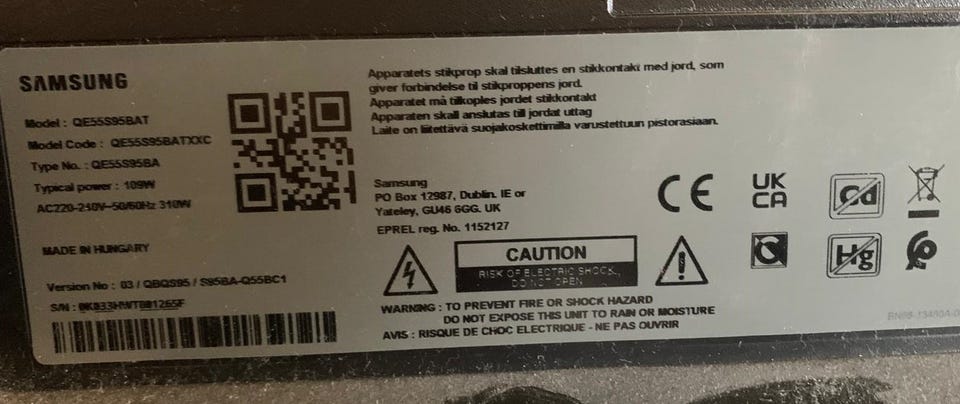 SAMSUNG
Model : QE55S95BAT
Model Code : QE55S95BATXXC
Type No. : QE55S95BA
Typical power : 109W
AC220-240V~50/60Hz 310W
MADE IN HUNGARY
Version No : 03 / QBQS95 / S95BA-Q55BC1
S/N :
Apparatets stikprop skal tilsluttes en stikkontakt med jord, som
giver forbindelse til stikproppens jord.
Apparatet må tilkoples jordet stikkontakt
Apparaten skall anslutas till jordat uttag
Laite on liitettävä suojakoskettimilla varustettuun pistorasiaan.
Samsung
PO Box 12987, Dublin. IE or
Yateley, GU46 6GG. UK
EPREL reg. No. 1152127
CE
UK
CA
Pb
Hg
CAUTION
RISK OF ELECTRIC SHOCK,
DO NOT OPEN
WARNING : TO PREVENT FIRE OR SHOCK HAZARD
DO NOT EXPOSE THIS UNIT TO RAIN OR MOISTURE
AVIS : RISQUE DE CHOC ELECTRIQUE - NE PAS OUVRIR